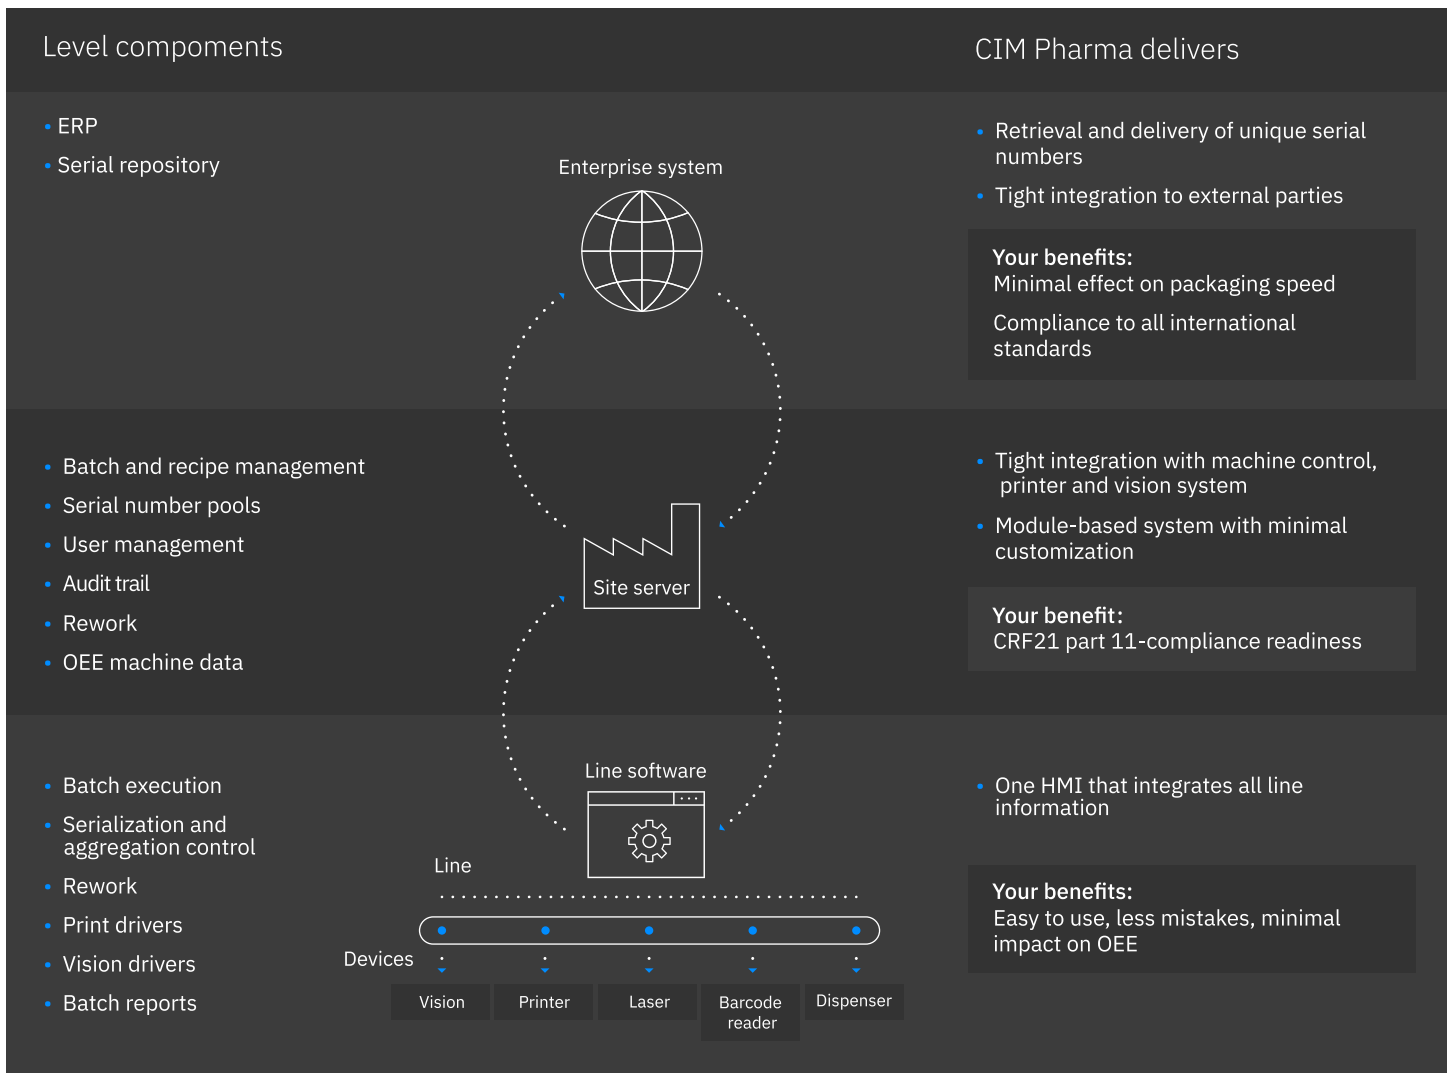 Level compoments
CIM Pharma delivers
ERP
Serial repository
Enterprise system
Retrieval and delivery of unique serial
numbers
Tight integration to external parties
Your benefits:
Minimal effect on packaging speed
Compliance to all international
standards
Batch and recipe management
Serial number pools
User management
Audit trail
Rework
OEE machine data
Site server
Tight integration with machine control,
printer and vision system
Module-based system with minimal
customization
Your benefit:
CRF21 part 11-compliance readiness
Batch execution
Serialization and
aggregation control
Rework
Print drivers
Vision drivers
Batch reports
Line software
Line
Devices
Vision
Printer
Laser
Barcode
reader
Dispenser
One HMI that integrates all line
information
Your benefits:
Easy to use, less mistakes, minimal
impact on OEE